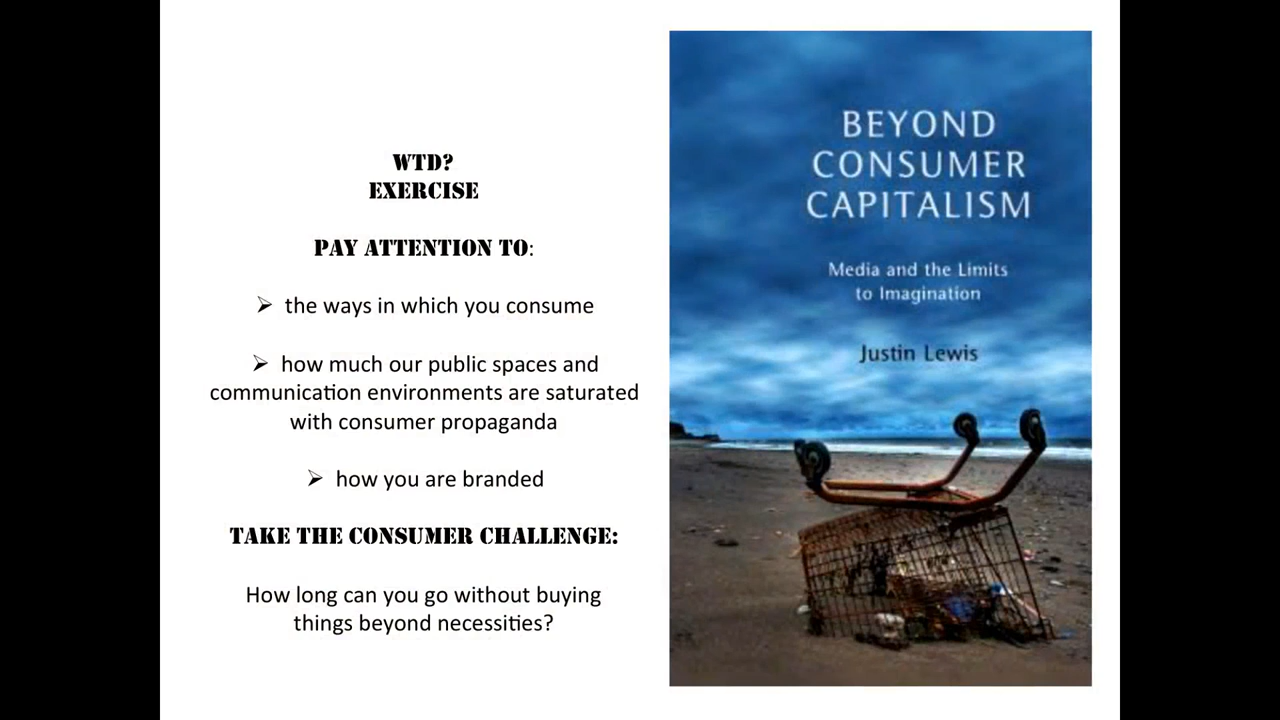 WTD?
EXERCISE
PAY ATTENTION TO:
➢ the ways in which you consume
➢ how much our public spaces and
communication environments are saturated
with consumer propaganda
➢ how you are branded
TAKE THE CONSUMER CHALLENGE:
How long can you go without buying
things beyond necessities?
BEYOND
CONSUMER
CAPITALISM
Media and the Limits
to Imagination
Justin Lewis